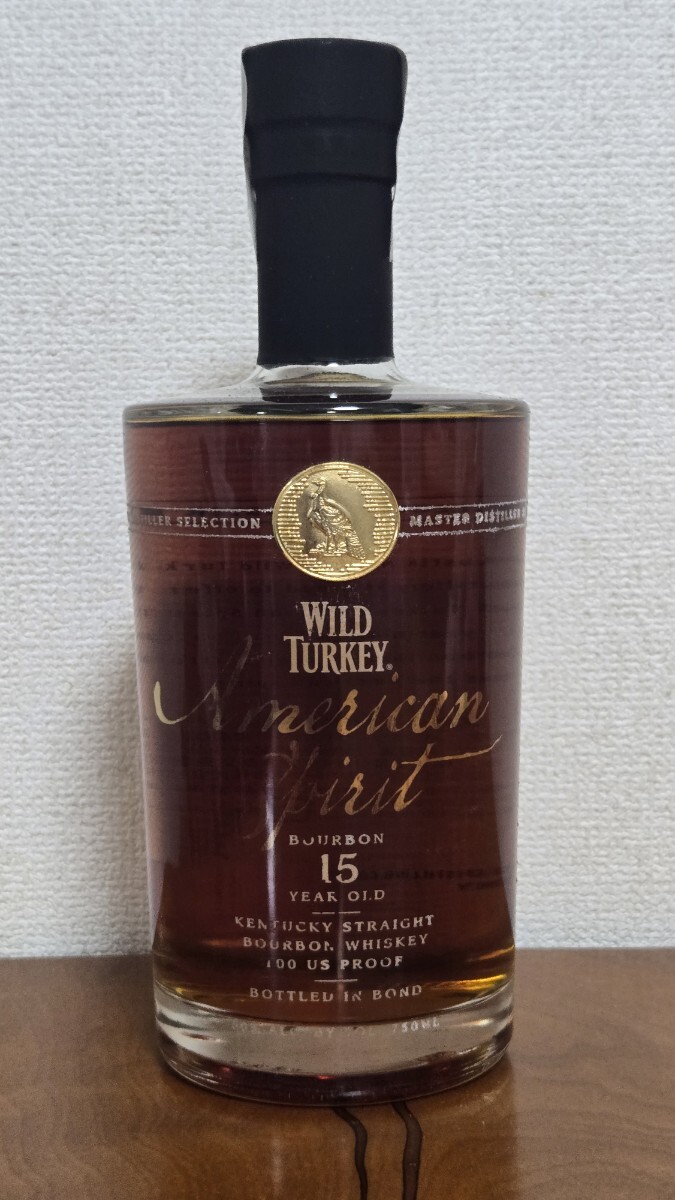 ILLER SELECTION
MASTER DISTILLER
WILD
TURKEY®
American
Spirit
BOURBON
15
YEAR OLD
KENTUCKY STRAIGHT
BOURBON WHISKEY
100 US PROOF
BOTTLED IN BOND
750ML